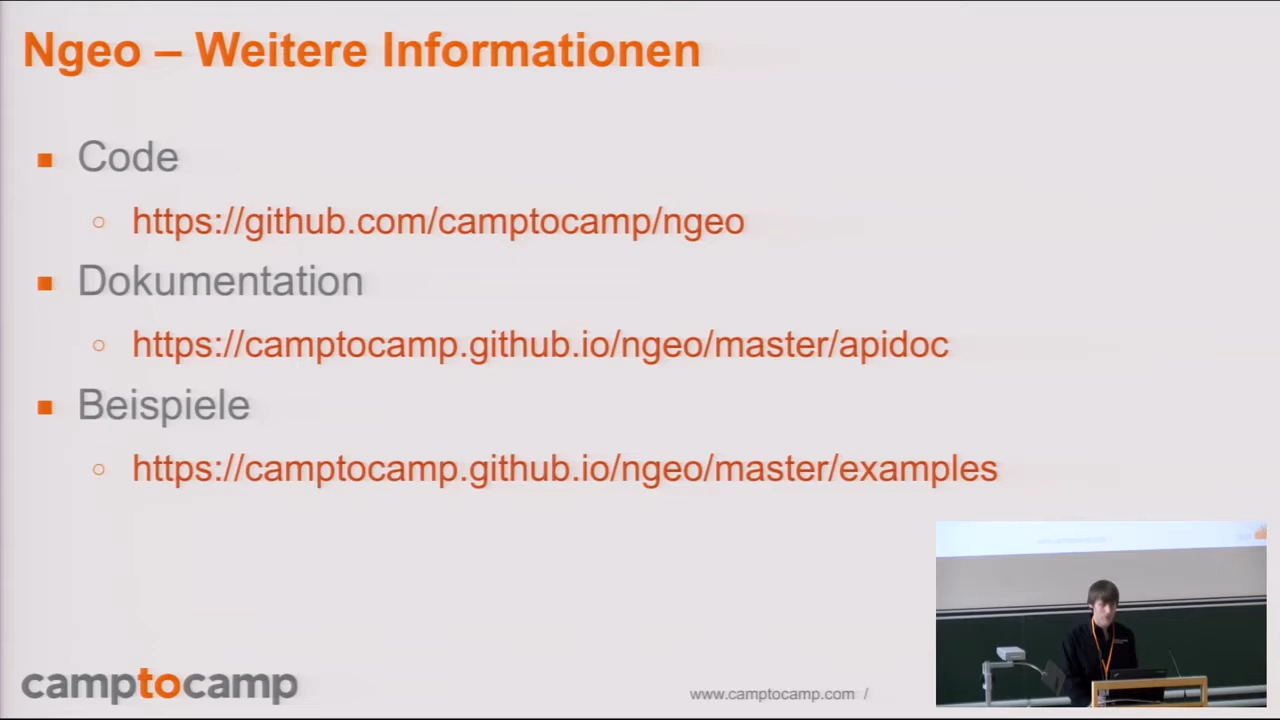 Ngeo – Weitere Informationen
Code
https://github.com/camptocamp/ngeo
Dokumentation
https://camptocamp.github.io/ngeo/master/apidoc
Beispiele
https://camptocamp.github.io/ngeo/master/examples
camptocamp
www.camptocamp.com /